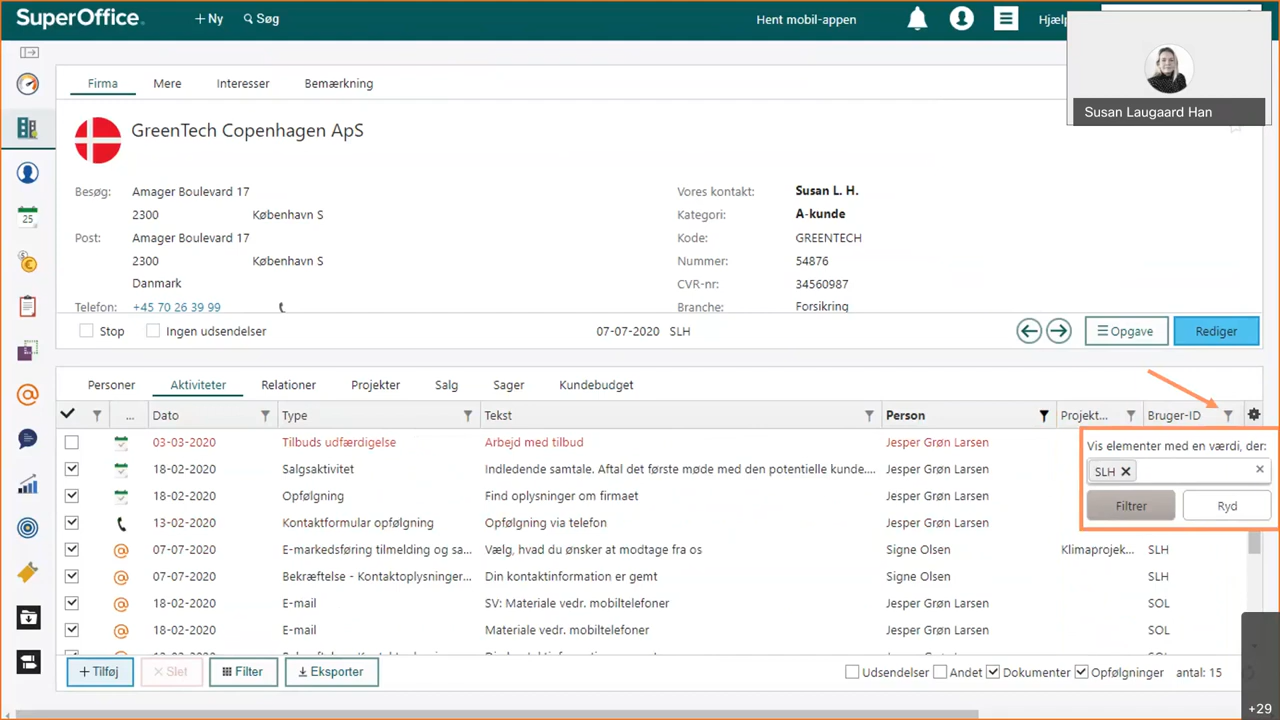 SuperOffice.
+ Ny
Søg
Hent mobil-appen
Hjælp
Susan Laugaard Han
Firma
Mere
Interesser
Bemærkning
GreenTech Copenhagen ApS
Besøg: Amager Boulevard 17
2300 København S
Post: Amager Boulevard 17
2300 København S
Danmark
Telefon: +45 70 26 39 99
Vores kontakt: Susan L. H.
Kategori: A-kunde
Kode: GREENTECH
Nummer: 54876
CVR-nr: 34560987
Branche: Forsikring
25
Stop
Ingen udsendelser
07-07-2020 SLH
Opgave
Rediger
Personer
Aktiviteter
Relationer
Projekter
Salg
Sager
Kundebudget
... Dato Type Tekst Person Projekt... Bruger-ID
03-03-2020 Tilbuds udfærdigelse Arbejd med tilbud Jesper Grøn Larsen
18-02-2020 Salgsaktivitet Indledende samtale. Aftal det første møde med den potentielle kunde.... Jesper Grøn Larsen
18-02-2020 Opfølgning Find oplysninger om firmaet Jesper Grøn Larsen
13-02-2020 Kontaktformular opfølgning Opfølgning via telefon Jesper Grøn Larsen
07-07-2020 E-markedsføring tilmelding og sa... Vælg, hvad du ønsker at modtage fra os Signe Olsen Klimaprojek... SLH
07-07-2020 Bekræftelse - Kontaktoplysninger... Din kontaktinformation er gemt Signe Olsen SLH
18-02-2020 E-mail SV: Materiale vedr. mobiltelefoner Jesper Grøn Larsen SOL
18-02-2020 E-mail Materiale vedr. mobiltelefoner Jesper Grøn Larsen SOL
Vis elementer med en værdi, der:
SLH
Filtrer
Ryd
+ Tilføj
Slet
Filter
Eksporter
Udsendelser
Andet
Dokumenter
Opfølgninger
antal: 15
+29